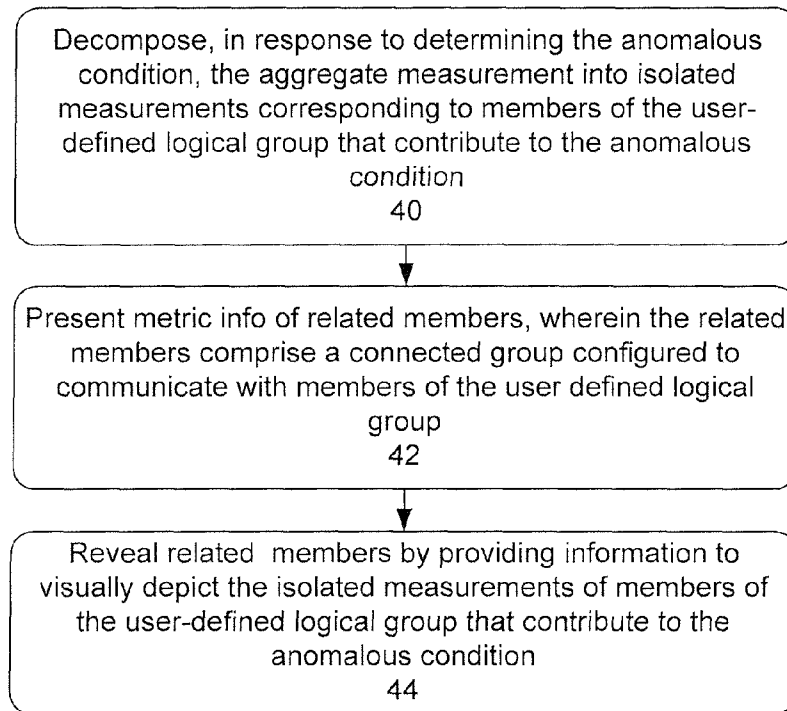 Decompose, in response to determining the anomalous
condition, the aggregate measurement into isolated
measurements corresponding to members of the user-
defined logical group that contribute to the anomalous
condition
40
Present metric info of related members, wherein the related
members comprise a connected group configured to
communicate with members of the user defined logical
group
42
Reveal related members by providing information to
visually depict the isolated measurements of members of
the user-defined logical group that contribute to the
anomalous condition
44